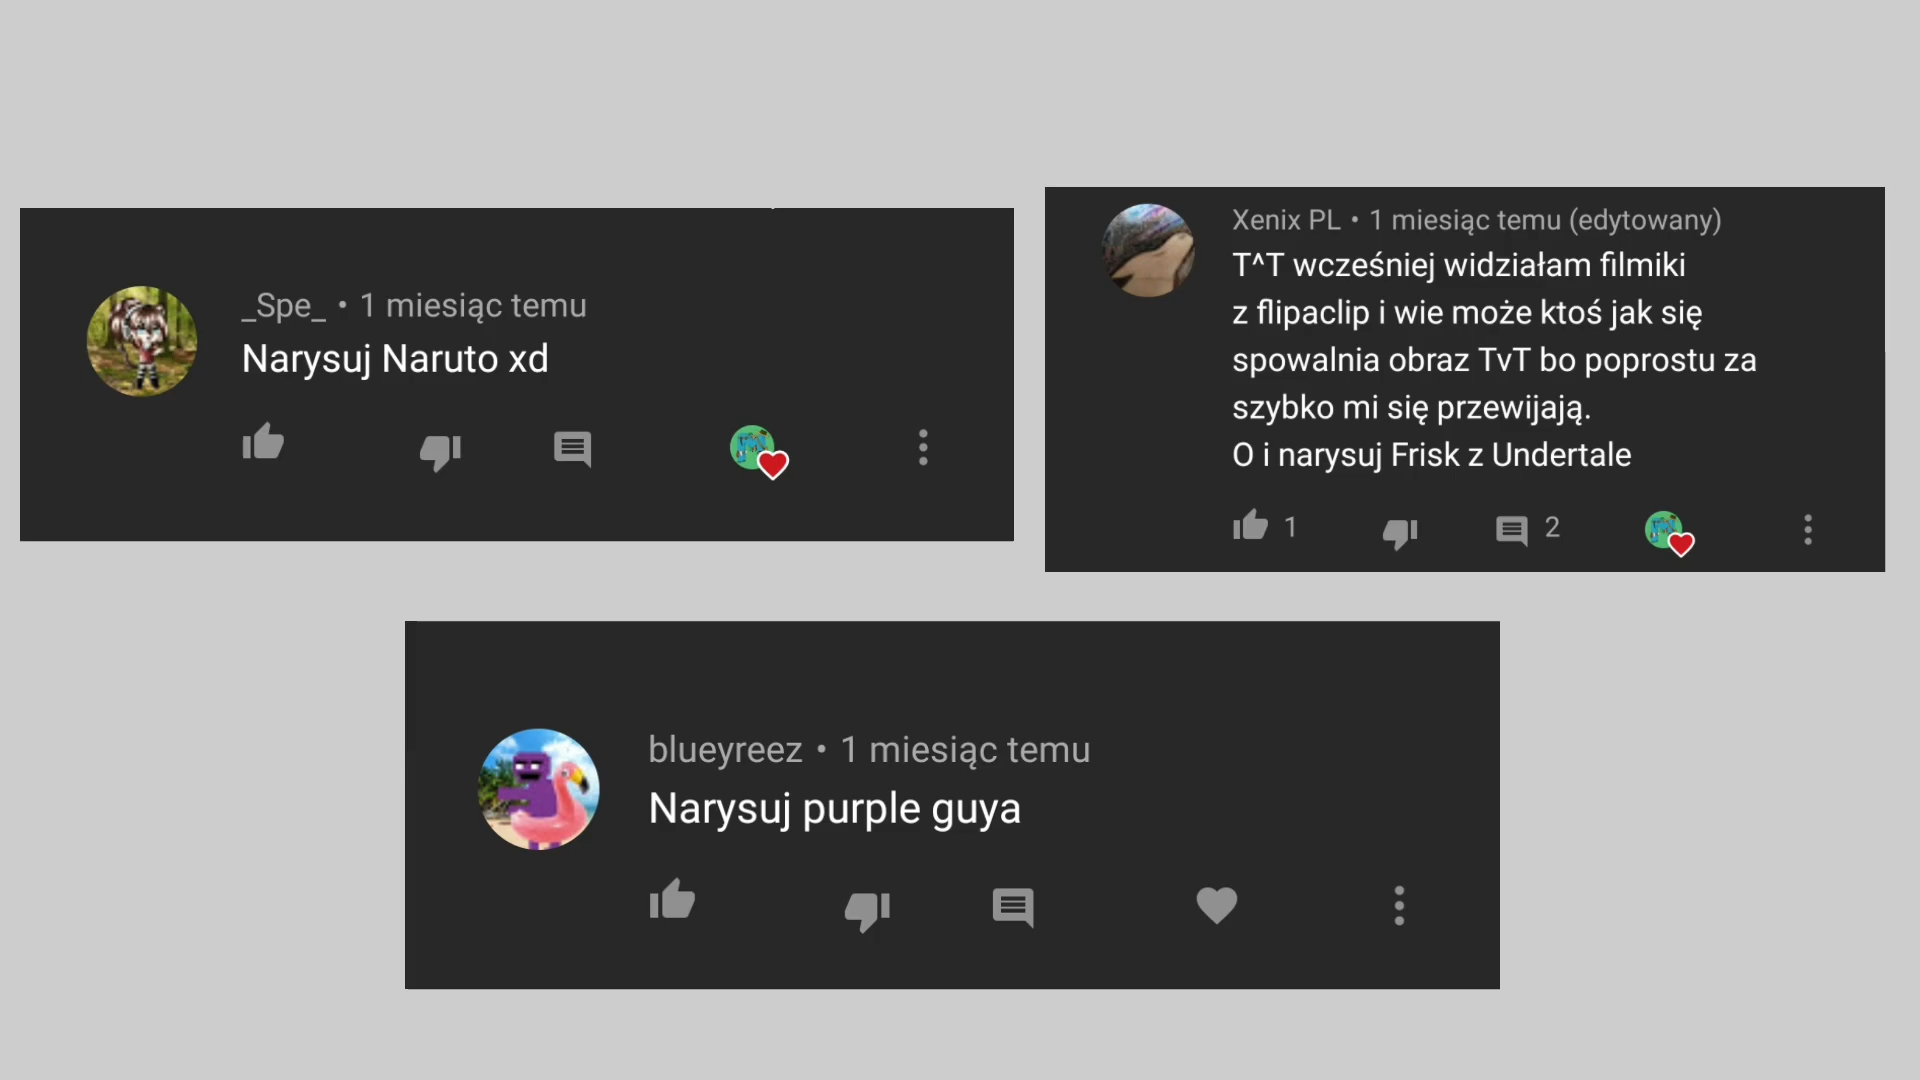 _Spe_ • 1 miesiąc temu
Narysuj Naruto xd
Xenix PL • 1 miesiąc temu (edytowany)
T^T wcześniej widziałam filmiki
z flipaclip i wie może ktoś jak się
spowalnia obraz TvT bo poprostu za
szybko mi się przewijają.
O i narysuj Frisk z Undertale
1
2
blueyreez • 1 miesiąc temu
Narysuj purple guya